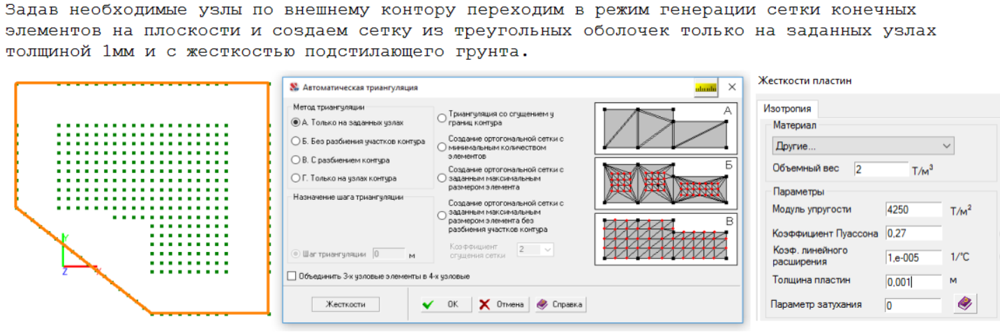 Задав необходимые узлы по внешнему контору переходим в режим генерации сетки конечных
элементов на плоскости и создаем сетку из треугольных оболочек только на заданных узлах
толщиной 1мм и с жесткостью подстилающего грунта.
Y
Z
X
Автоматическая триангуляция
Метод триангуляции
А. Только на заданных узлах
Б. Без разбиения участков контура
В. С разбиением контура
Г. Только на узлах контура
Назначение шага триангуляции
Шаг триангуляции 0 м
Триангуляция со сгущением у
границ контура
Создание ортогональной сетки с
минимальным количеством
элементов
Создание ортогональной сетки с
заданным максимальным
размером элемента
Создание ортогональной сетки с
заданным максимальным
размером элемента без
разбиения участков контура
Коэффициент
сгущения сетки 2
А
Б
В
Объединить 3-х узловые элементы в 4-х узловые
Жесткости
OK
Отмена
Справка
Жесткости пластин
Изотропия
Материал
Другие...
Объемный вес 2 Т/м³
Параметры
Модуль упругости 4250 Т/м²
Коэффициент Пуассона 0,27
Коэф. линейного
расширения 1,e-005 1/°C
Толщина пластин 0,001 м
Параметр затухания 0